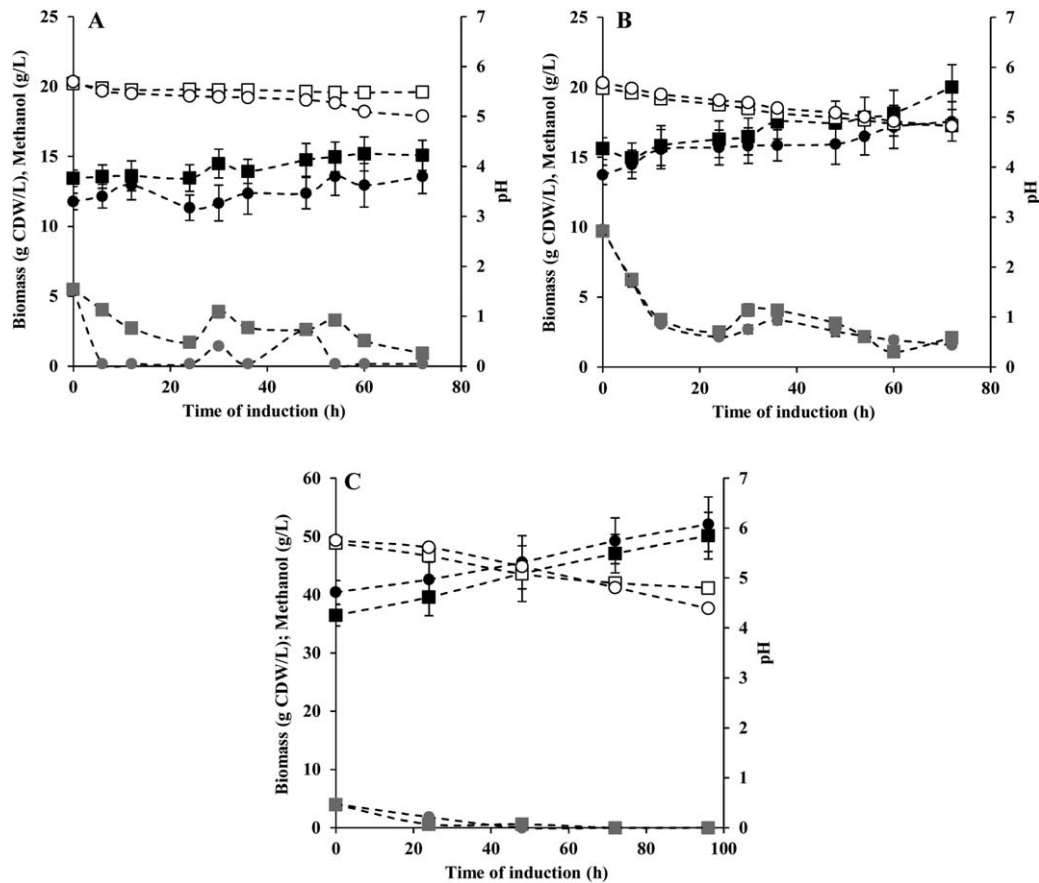 A
Biomass (g CDW/L), Methanol (g/L)
25
20
15
10
5
0
7
6
5
4
3
2
1
0
pH
0 20 40 60 80
Time of induction (h)
B
Biomass (g CDW/L), Methanol (g/L)
25
20
15
10
5
0
7
6
5
4
3
2
1
0
pH
0 20 40 60 80
Time of induction (h)
C
Biomass (g CDW/L); Methanol (g/L)
60
50
40
30
20
10
0
7
6
5
4
3
2
1
0
pH
0 20 40 60 80 100
Time of induction (h)